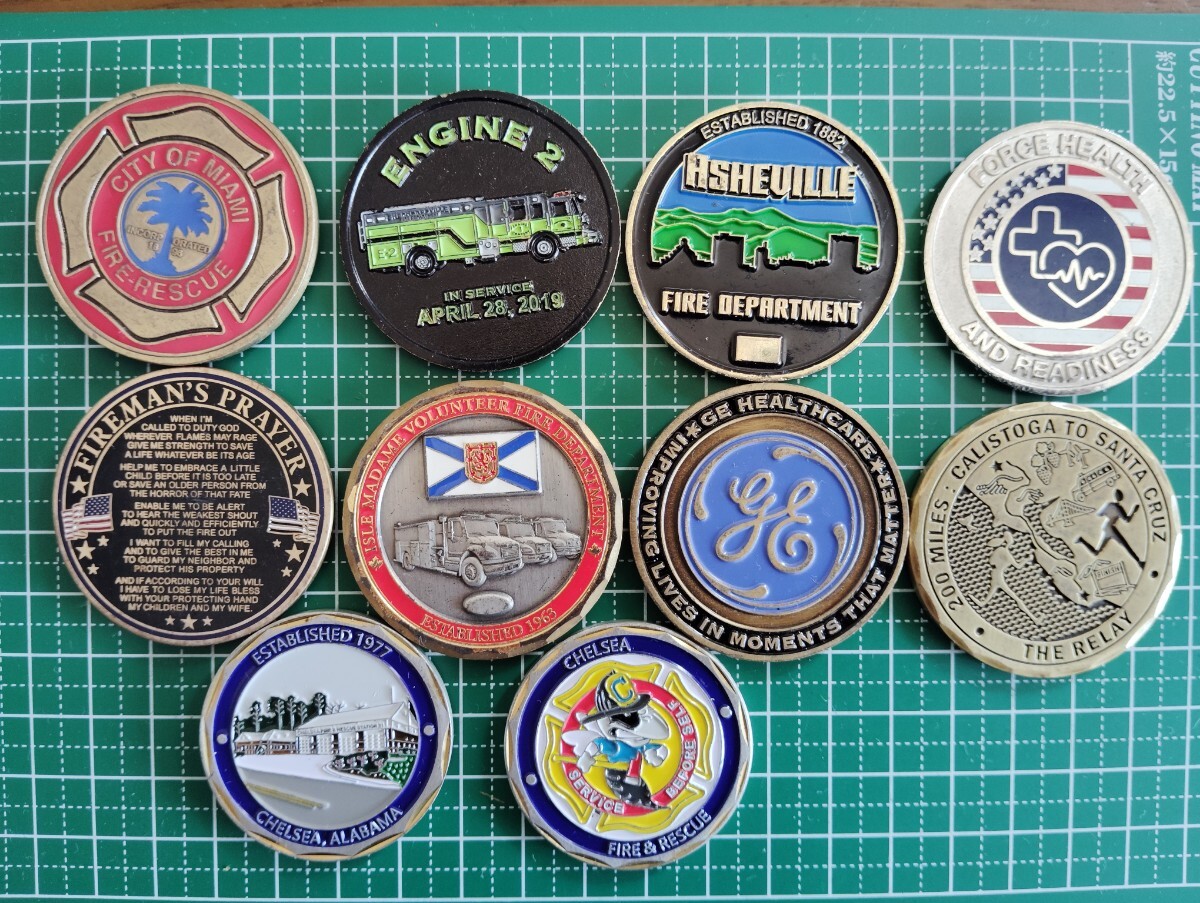 CITY OF MIAMI
INCORPORATED
18 96
FIRE-RESCUE
ENGINE 2
E2
IN SERVICE
APRIL 28, 2019
ESTABLISHED 1882
ASHEVILLE
FIRE DEPARTMENT
FORCE HEALTH
AND READINESS
FIREMAN'S PRAYER
WHEN I'M
CALLED TO DUTY GOD
WHEREVER FLAMES MAY RAGE
GIVE ME STRENGTH TO SAVE
A LIFE WHATEVER BE ITS AGE
HELP ME TO EMBRACE A LITTLE
CHILD BEFORE IT IS TOO LATE
OR SAVE AN OLDER PERSON FROM
THE HORROR OF THAT FATE
ENABLE ME TO BE ALERT
TO HEAR THE WEAKEST SHOUT
AND QUICKLY AND EFFICIENTLY
TO PUT THE FIRE OUT
I WANT TO FILL MY CALLING
AND TO GIVE THE BEST IN ME
TO GUARD MY NEIGHBOR AND
PROTECT HIS PROPERTY
AND IF ACCORDING TO YOUR WILL
I HAVE TO LOSE MY LIFE BLESS
WITH YOUR PROTECTING HAND
MY CHILDREN AND MY WIFE.
ISLE MADAME VOLUNTEER FIRE DEPARTMENT
ESTABLISHED 1963
GE HEALTHCARE
GE
IMPROVING LIVES IN MOMENTS THAT MATTER
200 MILES: CALISTOGA TO SANTA CRUZ
THE RELAY
ESTABLISHED 1977
CHELSEA, ALABAMA
CHELSEA
C
SERVICE BEFORE SELF
FIRE & RESCUE